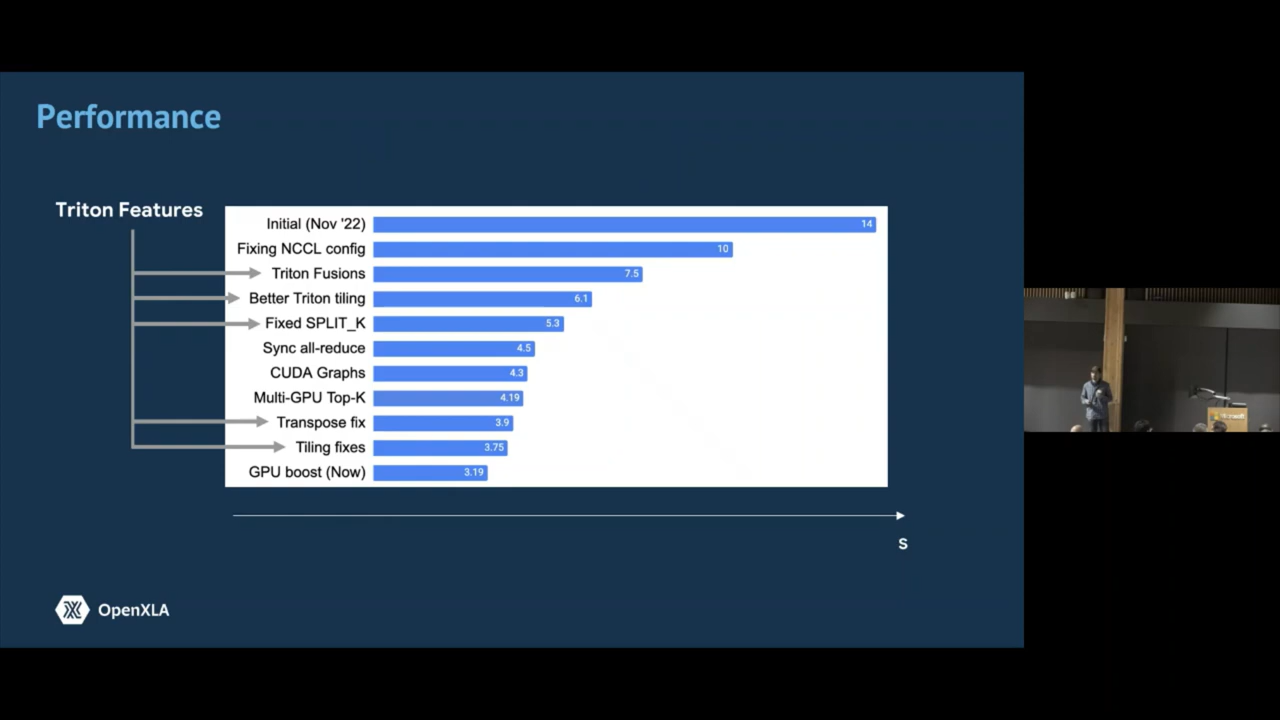 Performance
Triton Features
Initial (Nov '22) 14
Fixing NCCL config 10
Triton Fusions 7.5
Better Triton tiling 6.1
Fixed SPLIT_K 5.3
Sync all-reduce 4.5
CUDA Graphs 4.3
Multi-GPU Top-K 4.19
Transpose fix 3.9
Tiling fixes 3.75
GPU boost (Now) 3.19
s
OpenXLA
Microsoft